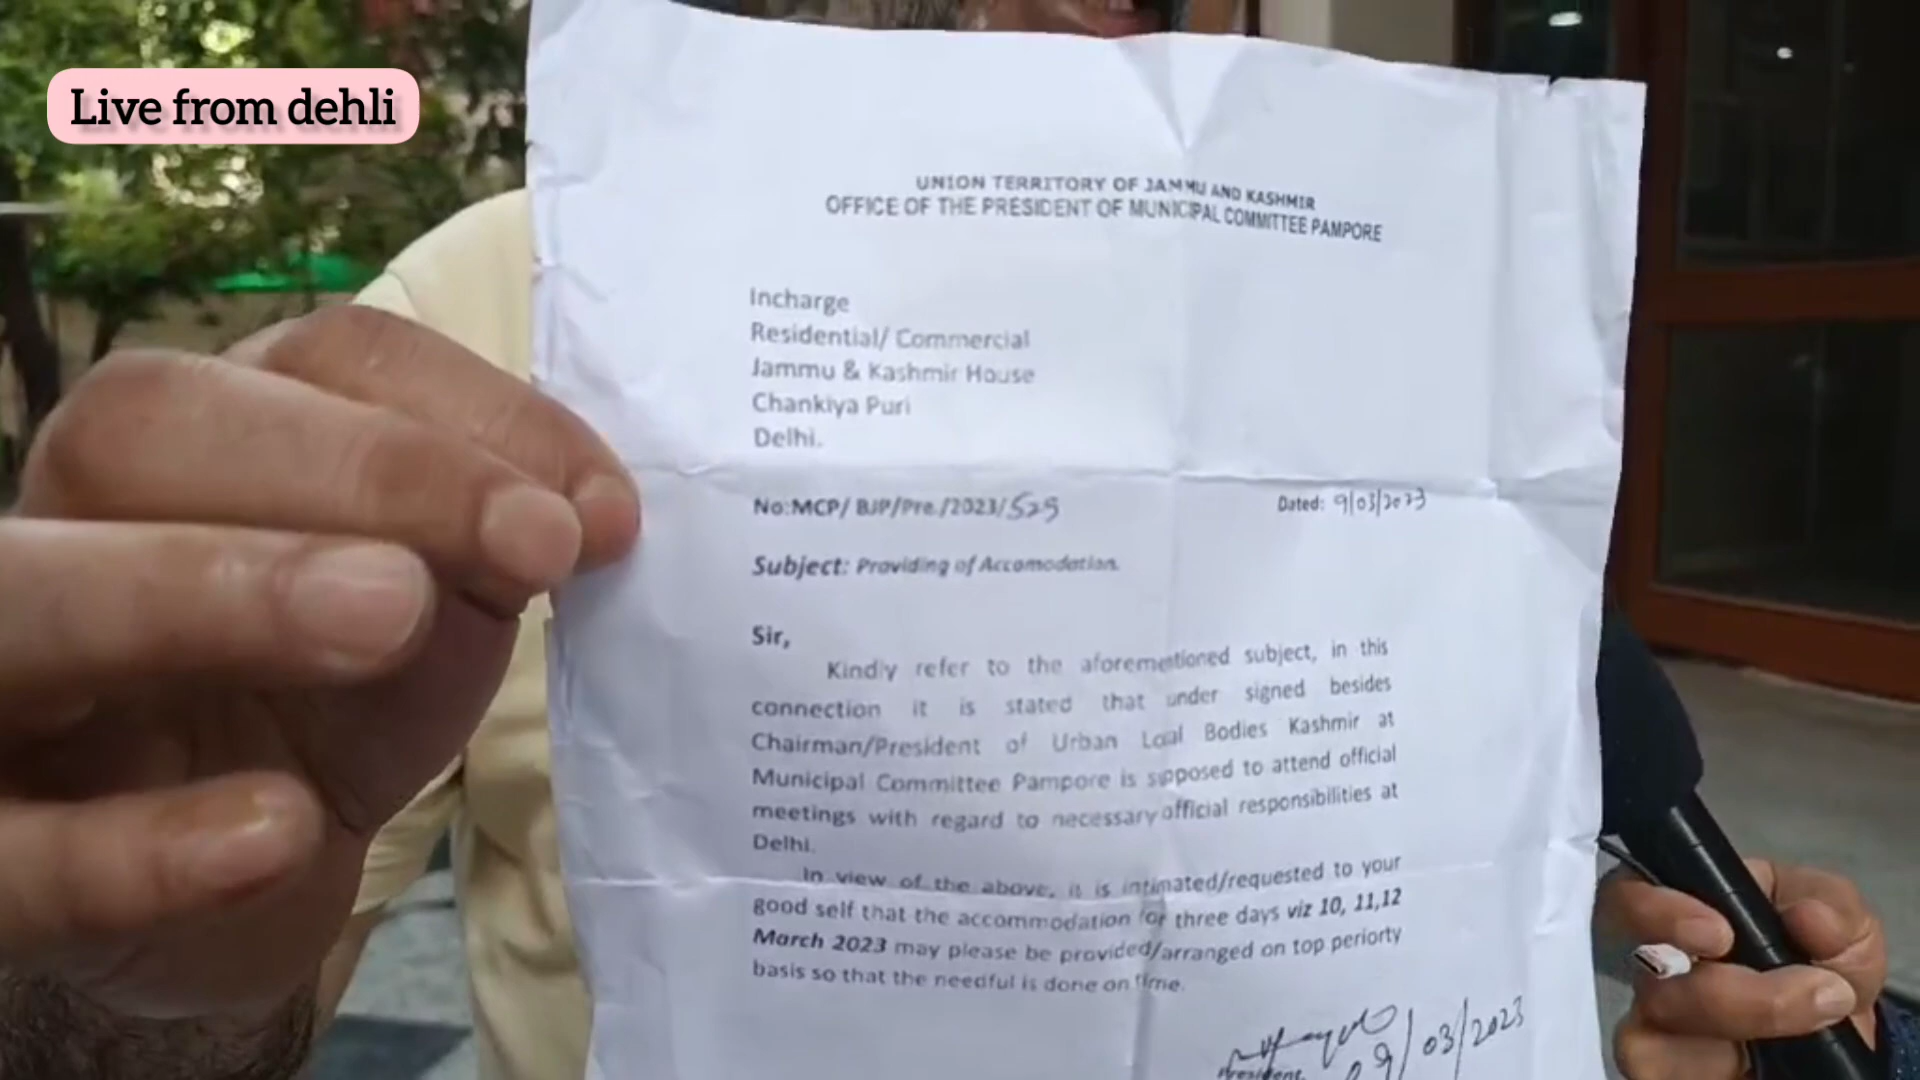 Live from dehli
UNION TERRITORY OF JAMMU AND KASHMIR
OFFICE OF THE PRESIDENT OF MUNICIPAL COMMITTEE PAMPORE
Incharge
Residential/ Commercial
Jammu & Kashmir House
Chankiya Puri
Delhi.
No:MCP/ BJP/Pre./2023/529
Dated: 9/03/2023
Subject: Providing of Accomodation.
Sir,
Kindly refer to the aforementioned subject, in this
connection it is stated that under signed besides
Chairman/President of Urban Local Bodies Kashmir at
Municipal Committee Pampore is supposed to attend official
meetings with regard to necessary official responsibilities at
Delhi.
In view of the above, it is intimated/requested to your
good self that the accommodation for three days viz 10, 11,12
March 2023 may please be provided/arranged on top periorty
basis so that the needful is done on time.
09/03/2023
President